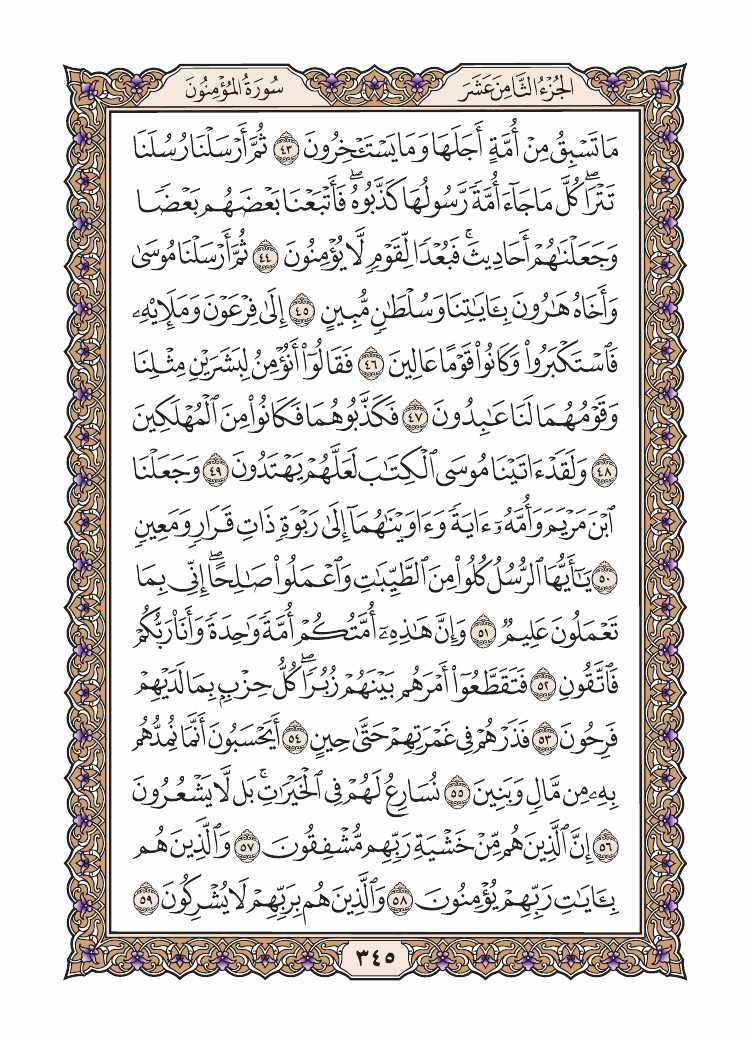 الجُزْءُ الثَّامِنَ عَشَرَ
سُورَةُ المُؤْمِنُونَ
مَا تَسْبِقُ مِنْ أُمَّةٍ أَجَلَهَا وَمَا يَسْتَـْٔخِرُونَ ٤٣ ثُمَّ أَرْسَلْنَا رُسُلَنَا
تَتْرَاۖ كُلَّ مَا جَآءَ أُمَّةً رَّسُولُهَا كَذَّبُوهُۖ فَأَتْبَعْنَا بَعْضَهُم بَعْضًا
وَجَعَلْنَٰهُمْ أَحَادِيثَۚ فَبُعْدًا لِّقَوْمٍ لَّا يُؤْمِنُونَ ٤٤ ثُمَّ أَرْسَلْنَا مُوسَىٰ
وَأَخَاهُ هَٰرُونَ بِـَٔايَٰتِنَا وَسُلْطَٰنٍ مُّبِينٍ ٤٥ إِلَىٰ فِرْعَوْنَ وَمَلَإِي۟هِۦ
فَٱسْتَكْبَرُوا۟ وَكَانُوا۟ قَوْمًا عَالِينَ ٤٦ فَقَالُوٓا۟ أَنُؤْمِنُ لِبَشَرَيْنِ مِثْلِنَا
وَقَوْمُهُمَا لَنَا عَٰبِدُونَ ٤٧ فَكَذَّبُوهُمَا فَكَانُوا۟ مِنَ ٱلْمُهْلَكِينَ
٤٨ وَلَقَدْ ءَاتَيْنَا مُوسَى ٱلْكِتَٰبَ لَعَلَّهُمْ يَهْتَدُونَ ٤٩ وَجَعَلْنَا
ٱبْنَ مَرْيَمَ وَأُمَّهُۥٓ ءَايَةً وَءَاوَيْنَٰهُمَآ إِلَىٰ رَبْوَةٍ ذَاتِ قَرَارٍ وَمَعِينٍ
٥٠ يَٰٓأَيُّهَا ٱلرُّسُلُ كُلُوا۟ مِنَ ٱلطَّيِّبَٰتِ وَٱعْمَلُوا۟ صَٰلِحًاۖ إِنِّى بِمَا
تَعْمَلُونَ عَلِيمٌ ٥١ وَإِنَّ هَٰذِهِۦٓ أُمَّتُكُمْ أُمَّةً وَٰحِدَةً وَأَنَا۠ رَبُّكُمْ
فَٱتَّقُونِ ٥٢ فَتَقَطَّعُوٓا۟ أَمْرَهُم بَيْنَهُمْ زُبُرًاۖ كُلُّ حِزْبٍۭ بِمَا لَدَيْهِمْ
فَرِحُونَ ٥٣ فَذَرْهُمْ فِى غَمْرَتِهِمْ حَتَّىٰ حِينٍ ٥٤ أَيَحْسَبُونَ أَنَّمَا نُمِدُّهُم
بِهِۦ مِن مَّالٍ وَبَنِينَ ٥٥ نُسَارِعُ لَهُمْ فِى ٱلْخَيْرَٰتِۚ بَل لَّا يَشْعُرُونَ
٥٦ إِنَّ ٱلَّذِينَ هُم مِّنْ خَشْيَةِ رَبِّهِم مُّشْفِقُونَ ٥٧ وَٱلَّذِينَ هُم
بِـَٔايَٰتِ رَبِّهِمْ يُؤْمِنُونَ ٥٨ وَٱلَّذِينَ هُم بِرَبِّهِمْ لَا يُشْرِكُونَ ٥٩
٣٤٥